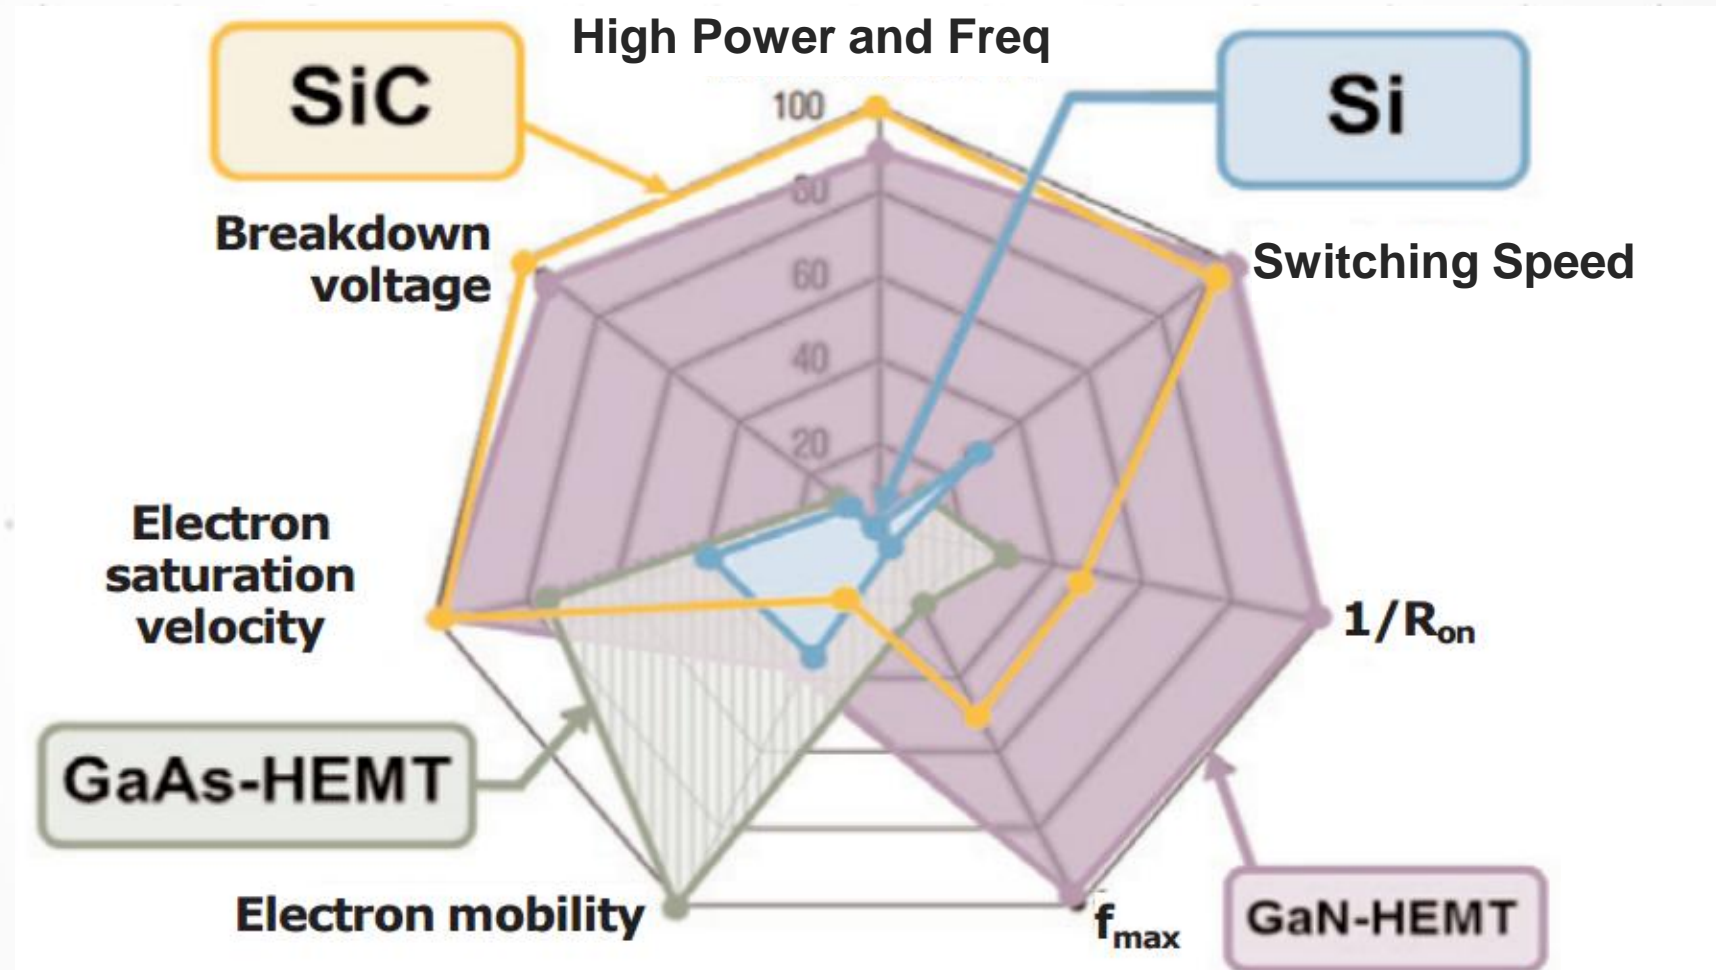 High Power and Freq
SiC
Si
100
80
60
40
20
Breakdown
voltage
Switching Speed
Electron
saturation
velocity
1/Ron
GaAs-HEMT
Electron mobility
fmax
GaN-HEMT